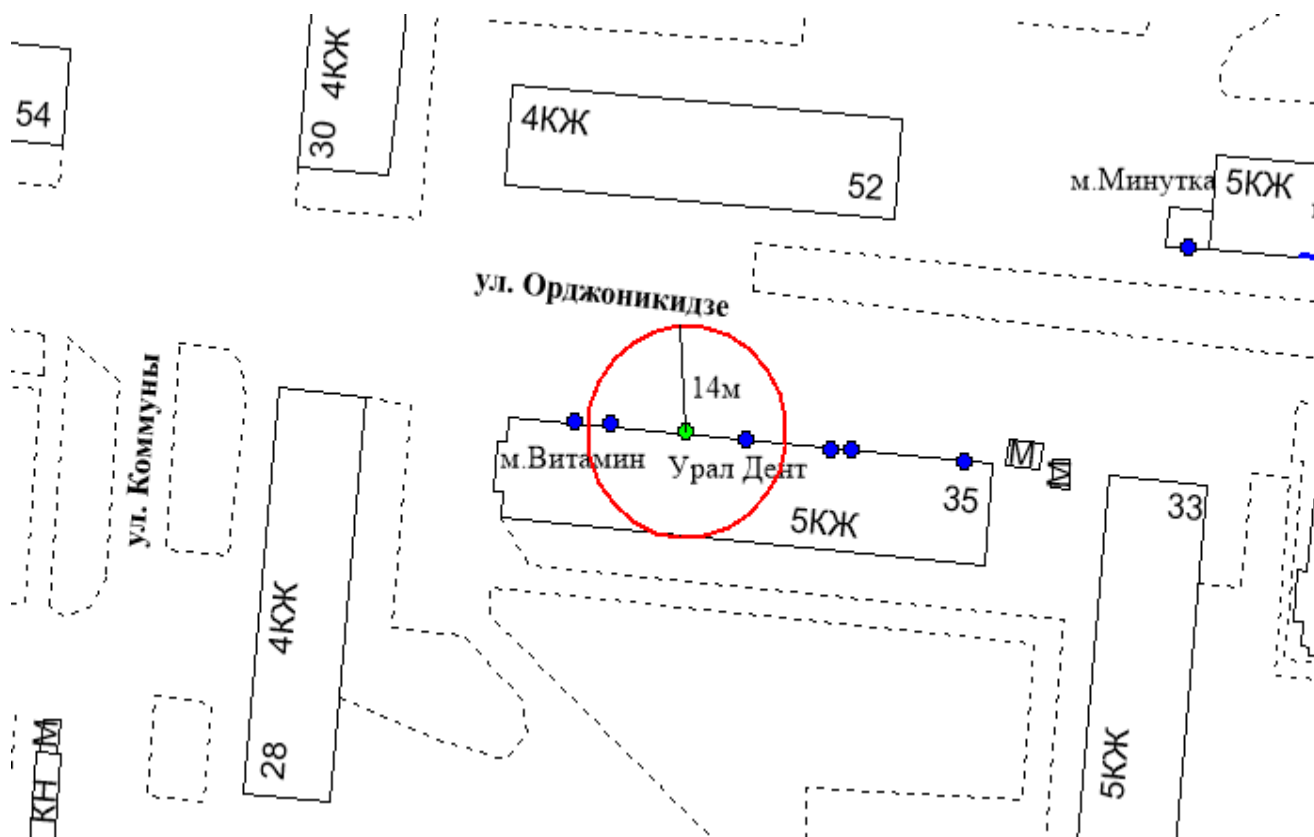 54
30 4КЖ
4КЖ
52
м.Минутка
5КЖ
ул. Орджоникидзе
ул. Коммуны
14м
м.Витамин
Урал Дент
5КЖ
35
М
М
33
4КЖ
28
5КЖ
М
КН